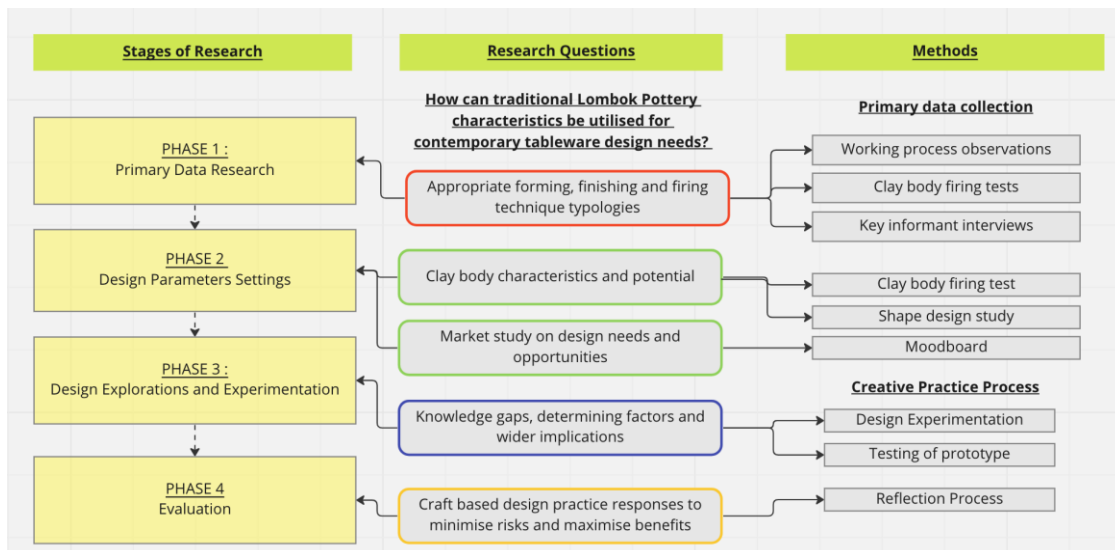 Stages of Research
Research Questions
Methods
How can traditional Lombok Pottery
characteristics be utilised for
contemporary tableware design needs?
Primary data collection
PHASE 1 :
Primary Data Research
Appropriate forming, finishing and firing
technique typologies
Working process observations
Clay body firing tests
Key informant interviews
PHASE 2
Design Parameters Settings
Clay body characteristics and potential
Market study on design needs and
opportunities
Clay body firing test
Shape design study
Moodboard
PHASE 3 :
Design Explorations and Experimentation
Knowledge gaps, determining factors and
wider implications
Creative Practice Process
Design Experimentation
Testing of prototype
PHASE 4
Evaluation
Craft based design practice responses to
minimise risks and maximise benefits
Reflection Process